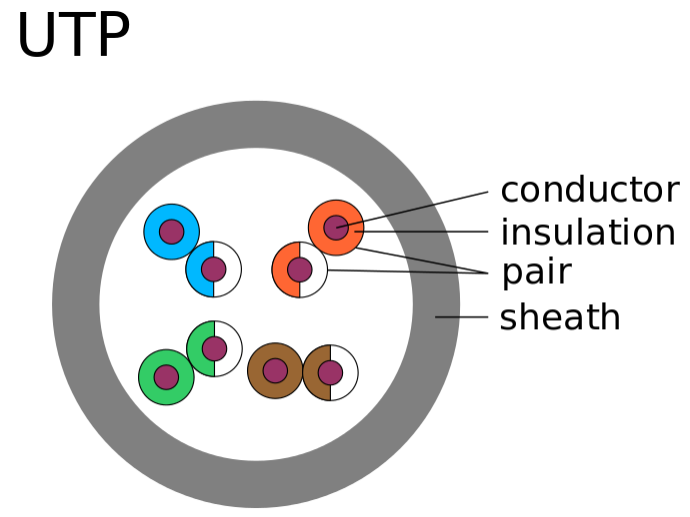 UTP
conductor
insulation
pair
sheath